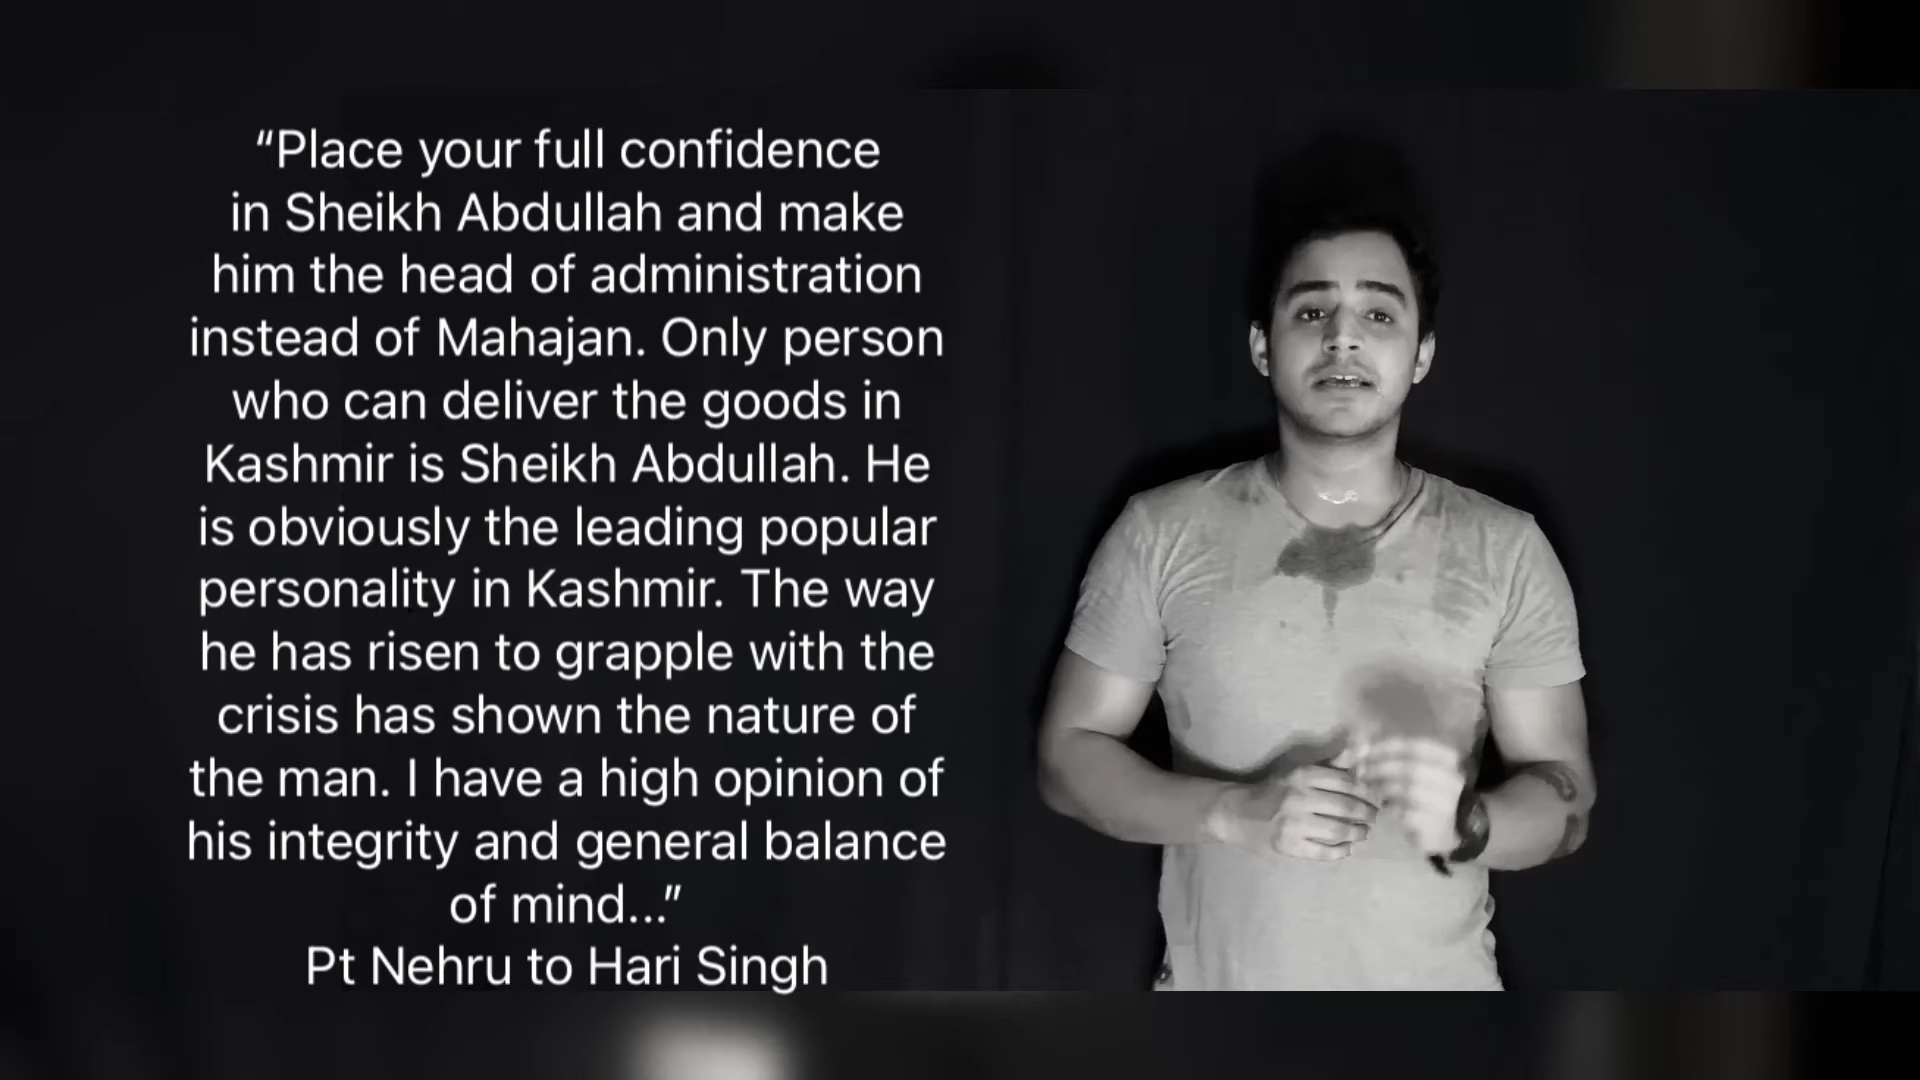 “Place your full confidence
in Sheikh Abdullah and make
him the head of administration
instead of Mahajan. Only person
who can deliver the goods in
Kashmir is Sheikh Abdullah. He
is obviously the leading popular
personality in Kashmir. The way
he has risen to grapple with the
crisis has shown the nature of
the man. I have a high opinion of
his integrity and general balance
of mind...”
Pt Nehru to Hari Singh